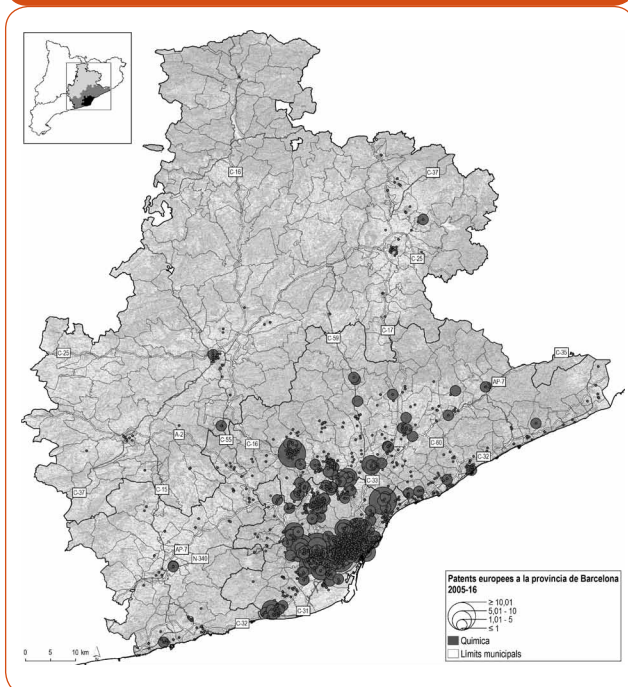 C-16
C-37
C-25
C-59
C-17
C-35
C-25
AP-7
A-2
C-55
C-16
C-60
C-32
C-33
C-37
C-15
AP-7
N-340
C-31
C-32
0 5 10 km
Patents europees a la província de Barcelona
2005-16
≥ 10,01
5,01 - 10
1,01 - 5
≤ 1
Química
Límits municipals